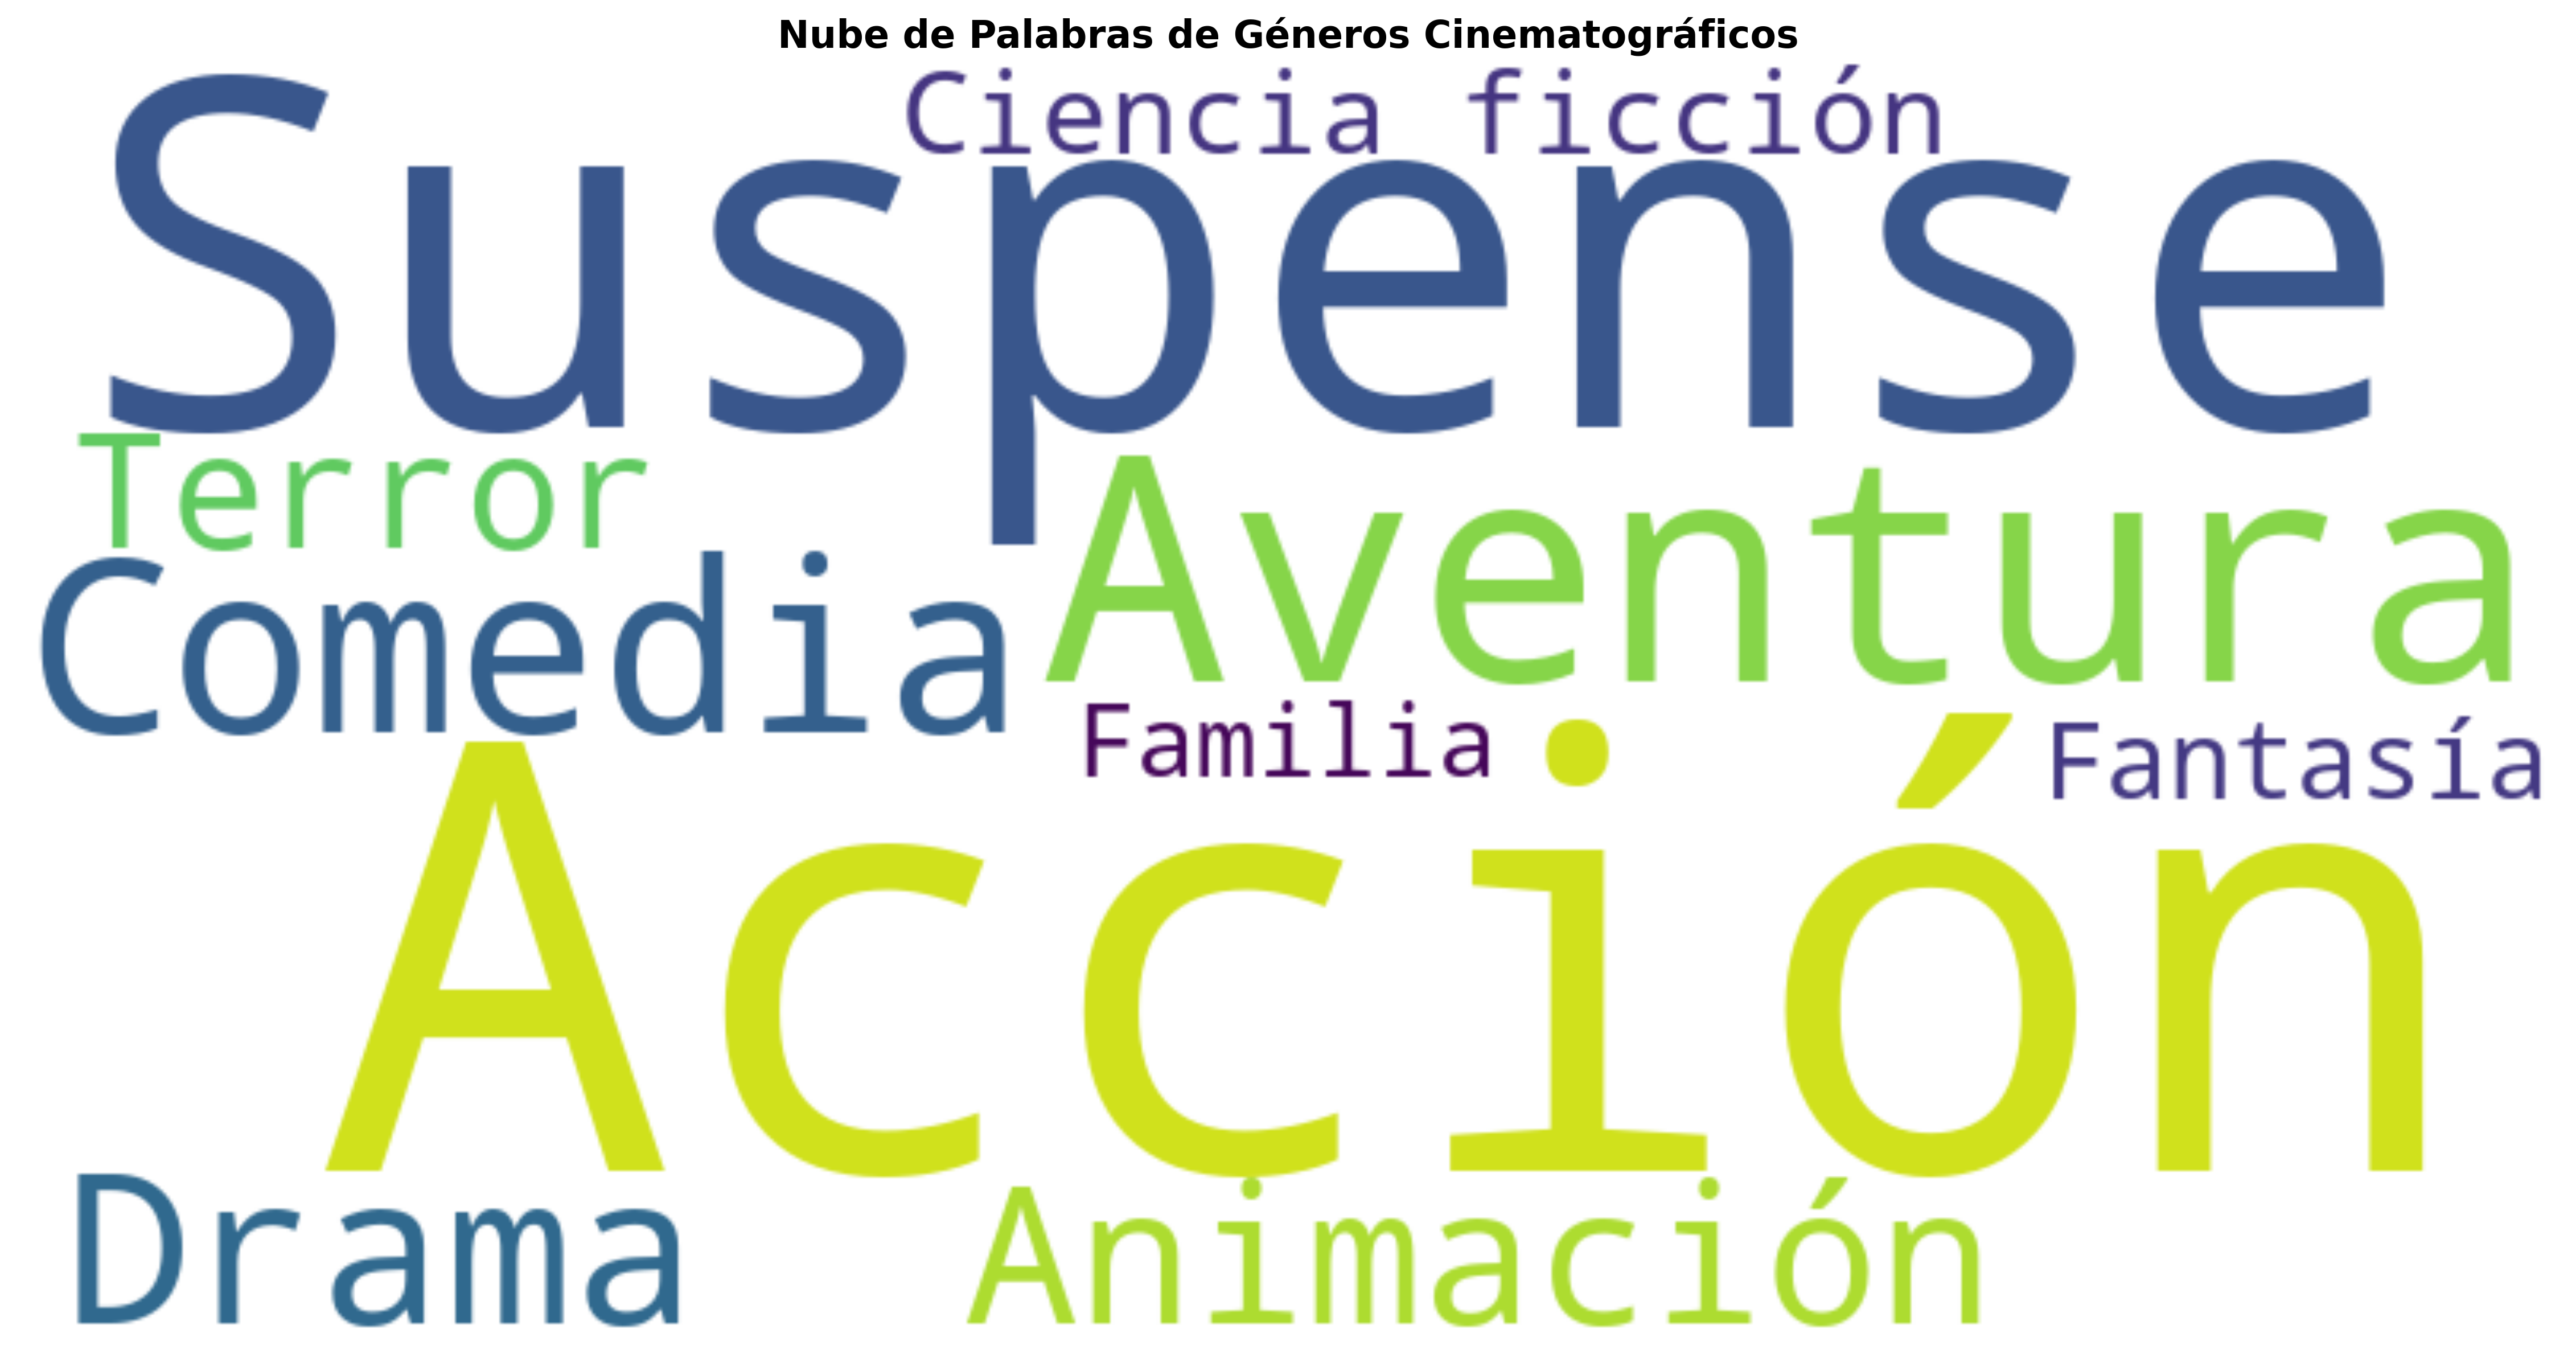 Nube de Palabras de Géneros Cinematográficos
Ciencia ficción
Suspense
Terror
Aventura
Comedia
Familia
Fantasía
Acción
Drama
Animación